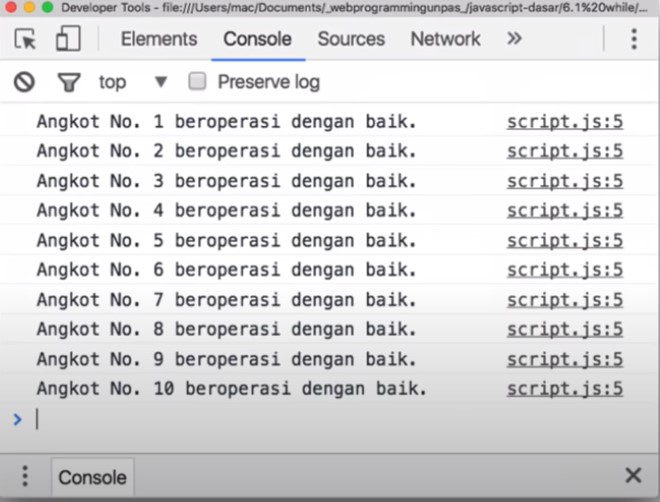 Developer Tools - file:///Users/mac/Documents/_webprogrammingunpas_/javascript-dasar/6.1%20while/...
Elements Console Sources Network »
top ▼ Preserve log
Angkot No. 1 beroperasi dengan baik. script.js:5
Angkot No. 2 beroperasi dengan baik. script.js:5
Angkot No. 3 beroperasi dengan baik. script.js:5
Angkot No. 4 beroperasi dengan baik. script.js:5
Angkot No. 5 beroperasi dengan baik. script.js:5
Angkot No. 6 beroperasi dengan baik. script.js:5
Angkot No. 7 beroperasi dengan baik. script.js:5
Angkot No. 8 beroperasi dengan baik. script.js:5
Angkot No. 9 beroperasi dengan baik. script.js:5
Angkot No. 10 beroperasi dengan baik. script.js:5
>
Console